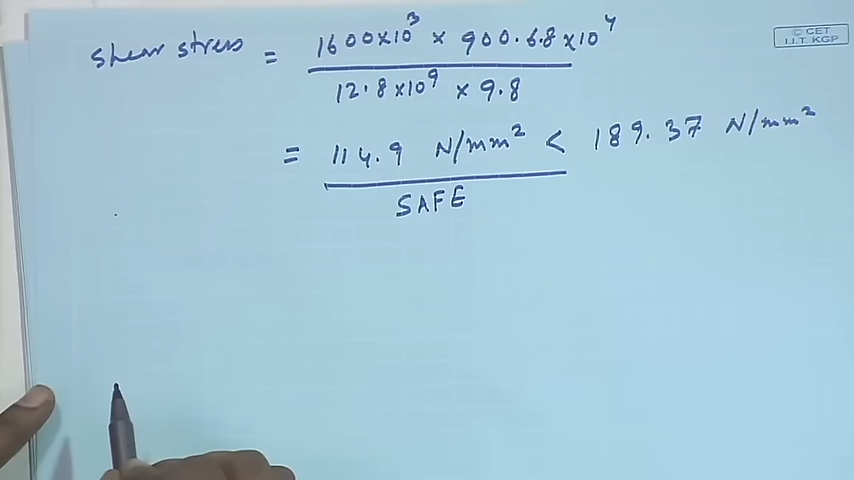 © CET
I.I.T. KGP
shear stress = 1600×10³ × 900.68×10⁴
12.8×10⁹ × 9.8
= 114.9 N/mm² < 189.37 N/mm²
SAFE